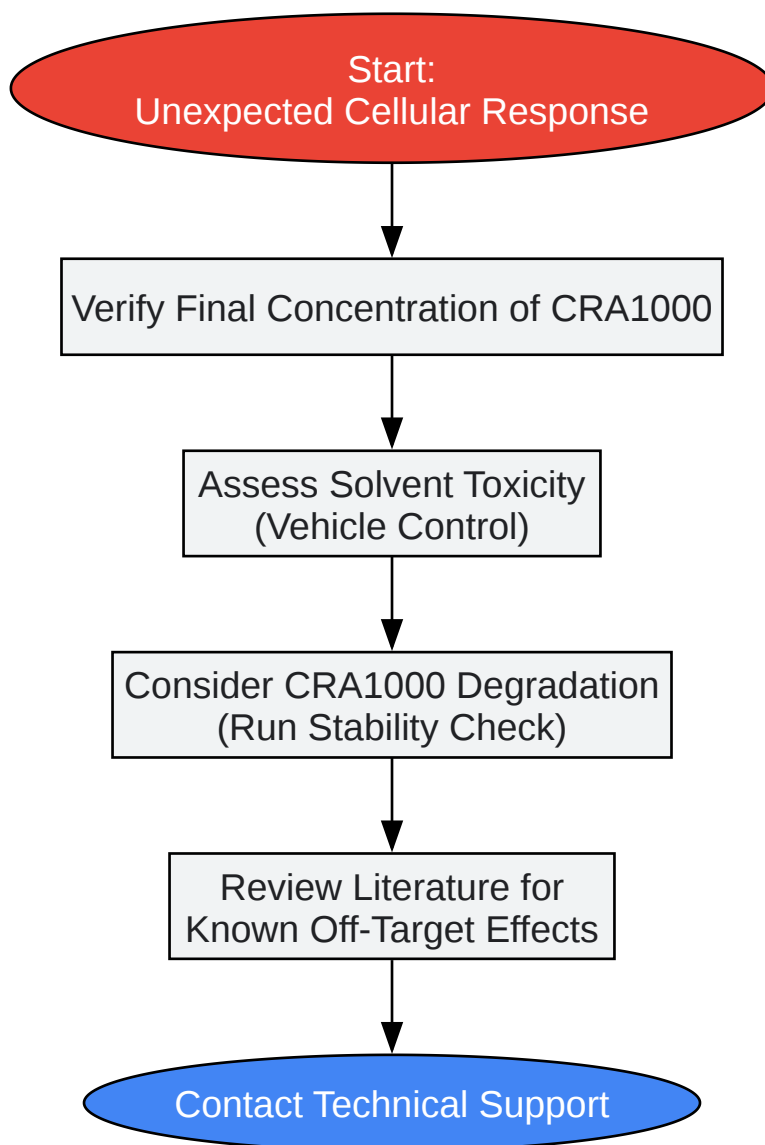 Start:
Unexpected Cellular Response
Verify Final Concentration of CRA1000
Assess Solvent Toxicity
(Vehicle Control)
Consider CRA1000 Degradation
(Run Stability Check)
Review Literature for
Known Off-Target Effects
Contact Technical Support